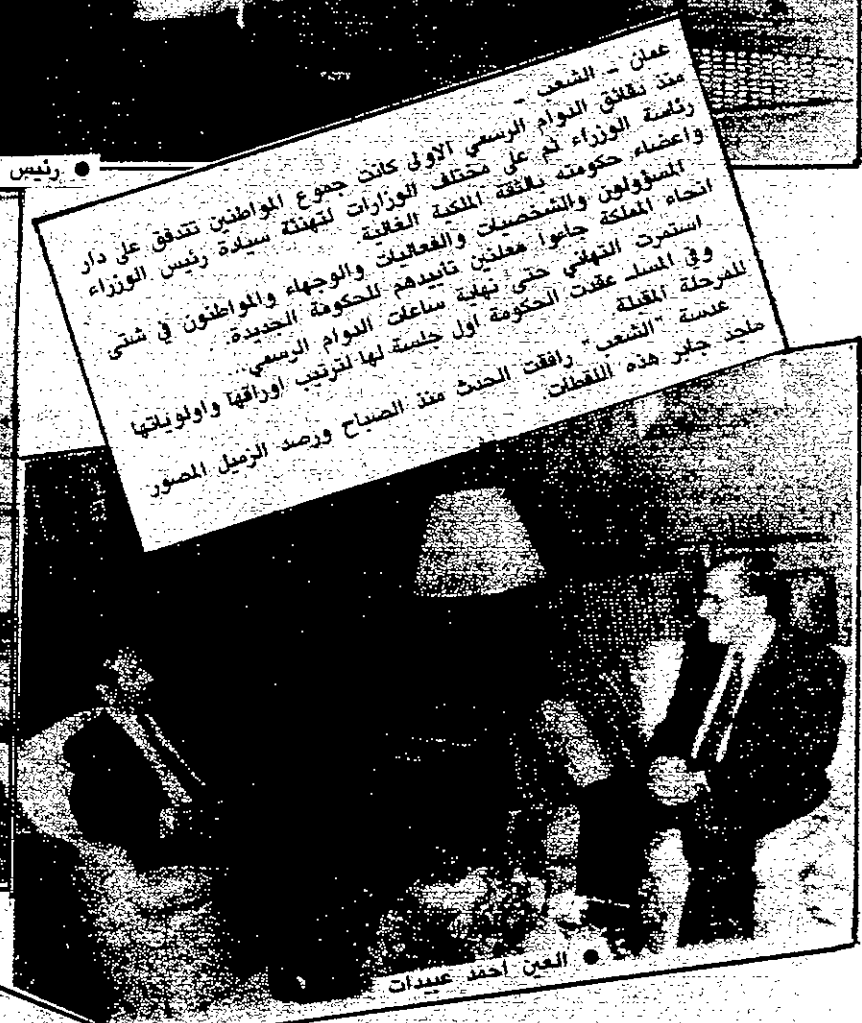 ● رئيس
عمان - الشعب -
منذ دقائق الدوام الرسمي الاولى كانت جموع المواطنين تتدفق على دار
رئاسة الوزراء ثم على مختلف الوزارات لتهنئة سيادة رئيس الوزراء
واعضاء حكومته بالثقة الملكية الغالية.
المسؤولون والشخصيات والفعاليات والوجهاء والمواطنون في شتى
انحاء المملكة جاءوا معلنين تأييدهم للحكومة الجديدة.
استمرت التهاني حتى نهاية ساعات الدوام الرسمي..
وفي المساء عقدت الحكومة اول جلسة لها لترتيب اوراقها واولوياتها
للمرحلة المقبلة.
عدسة "الشعب" رافقت الحدث منذ الصباح ورصد الزميل المصور
ماجد جابر هذه اللقطات.
● العين احمد عبيدات